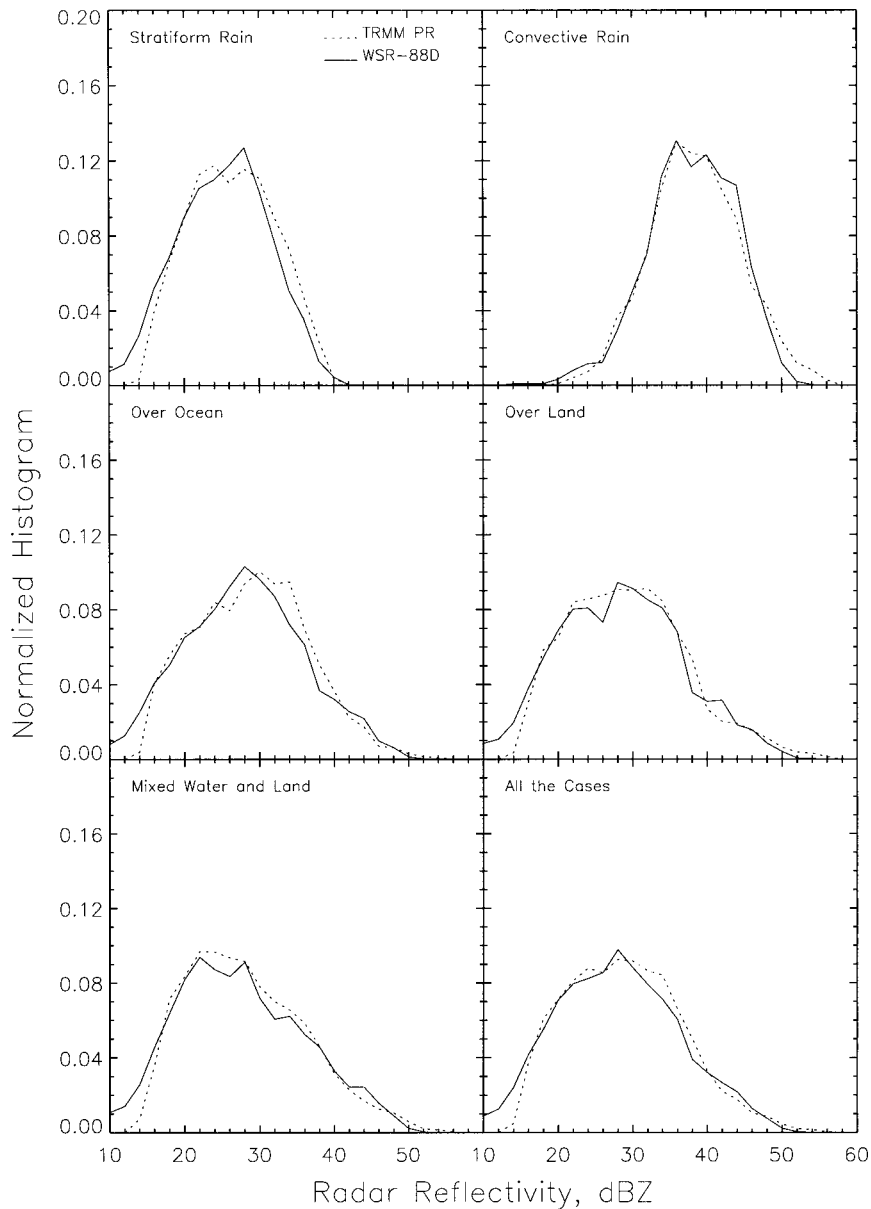 Stratiform Rain
TRMM PR
WSR-88D
Convective Rain
0.20
0.16
0.12
0.08
0.04
0.00
Over Ocean
Over Land
0.16
0.12
0.08
0.04
0.00
Mixed Water and Land
All the Cases
0.16
0.12
0.08
0.04
0.00
10 20 30 40 50 10 20 30 40 50 60
Normalized Histogram
Radar Reflectivity, dBZ